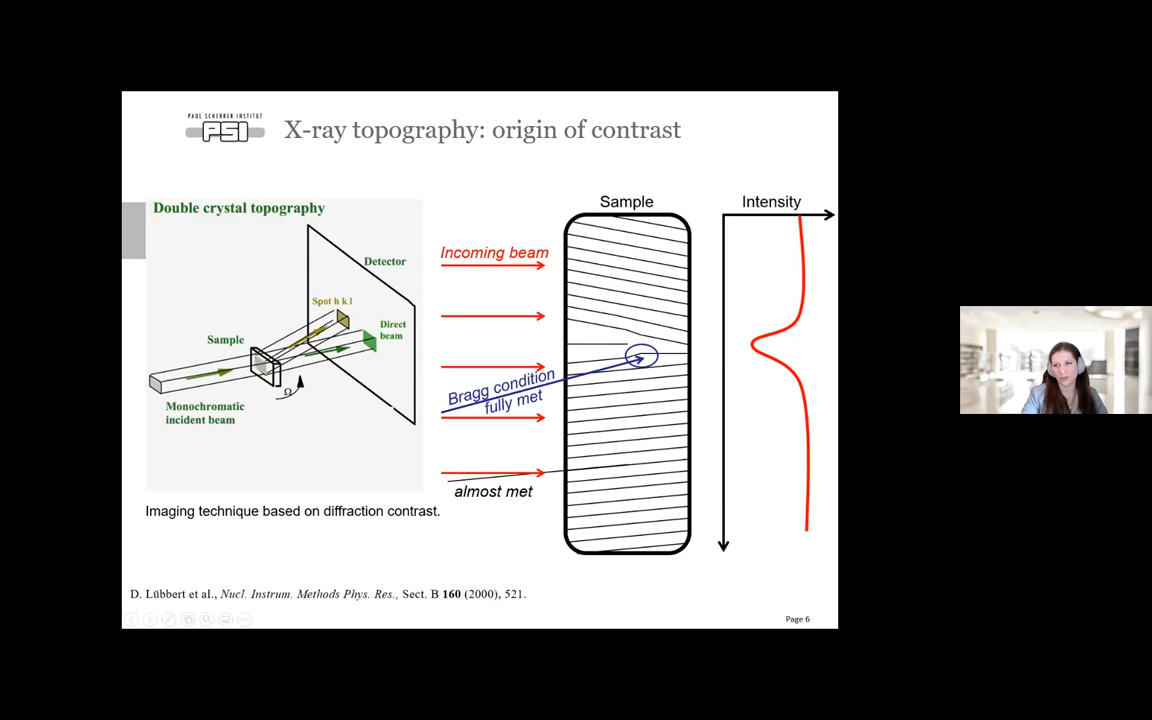 PAUL SCHERRER INSTITUT
PSI
X-ray topography: origin of contrast
Double crystal topography
Detector
Spot h k l
Direct
beam
Sample
Ω
Monochromatic
incident beam
Imaging technique based on diffraction contrast.
Incoming beam
Bragg condition
fully met
almost met
Sample
Intensity
D. Lübbert et al., Nucl. Instrum. Methods Phys. Res., Sect. B 160 (2000), 521.
Page 6